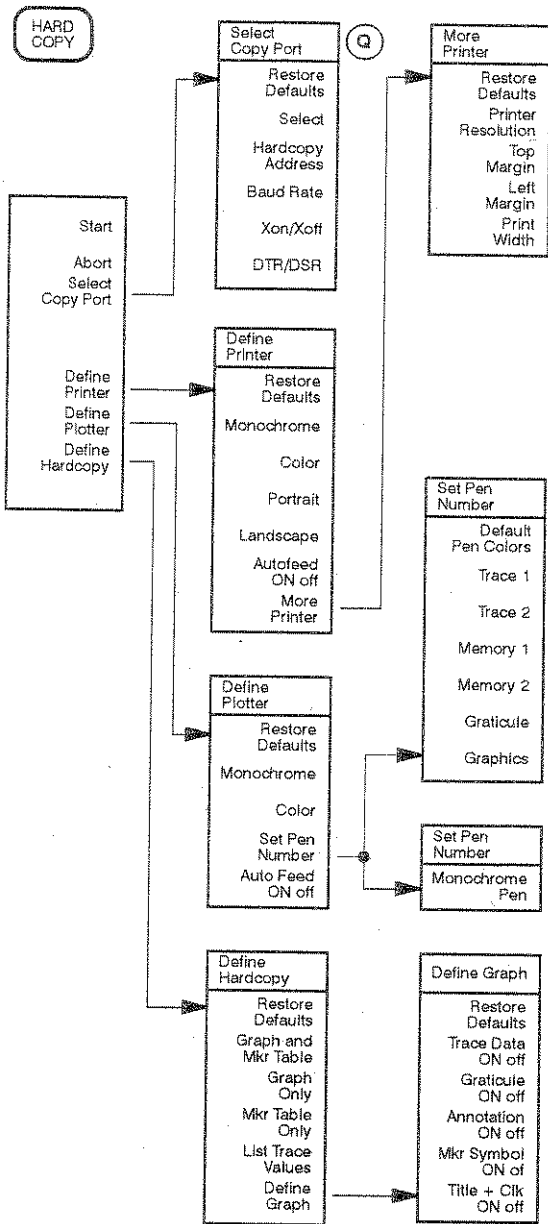 HARD
COPY
Start
Abort
Select
Copy Port
Define
Printer
Define
Plotter
Define
Hardcopy
Select
Copy Port
Q
Restore
Defaults
Select
Hardcopy
Address
Baud Rate
Xon/Xoff
DTR/DSR
More
Printer
Restore
Defaults
Printer
Resolution
Top
Margin
Left
Margin
Print
Width
Define
Printer
Restore
Defaults
Monochrome
Color
Portrait
Landscape
Autofeed
ON off
More
Printer
Define
Plotter
Restore
Defaults
Monochrome
Color
Set Pen
Number
Auto Feed
ON off
Set Pen
Number
Default
Pen Colors
Trace 1
Trace 2
Memory 1
Memory 2
Graticule
Graphics
Set Pen
Number
Monochrome
Pen
Define
Hardcopy
Restore
Defaults
Graph and
Mkr Table
Graph
Only
Mkr Table
Only
List Trace
Values
Define
Graph
Define Graph
Restore
Defaults
Trace Data
ON off
Graticule
ON off
Annotation
ON off
Mkr Symbol
ON of
Title + Clk
ON off